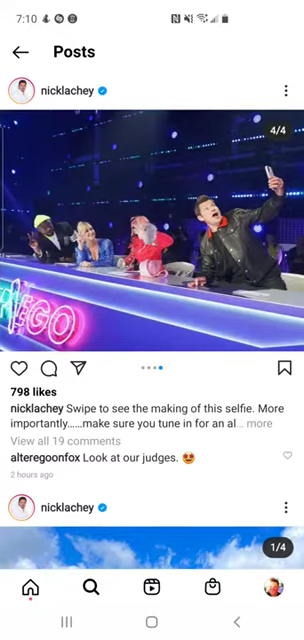 7:10
Posts
nicklachey
4/4
EGO
798 likes
nicklachey Swipe to see the making of this selfie. More
importantly......make sure you tune in for an al... more
View all 19 comments
alteregoonfox Look at our judges. 😍
2 hours ago
nicklachey
1/4